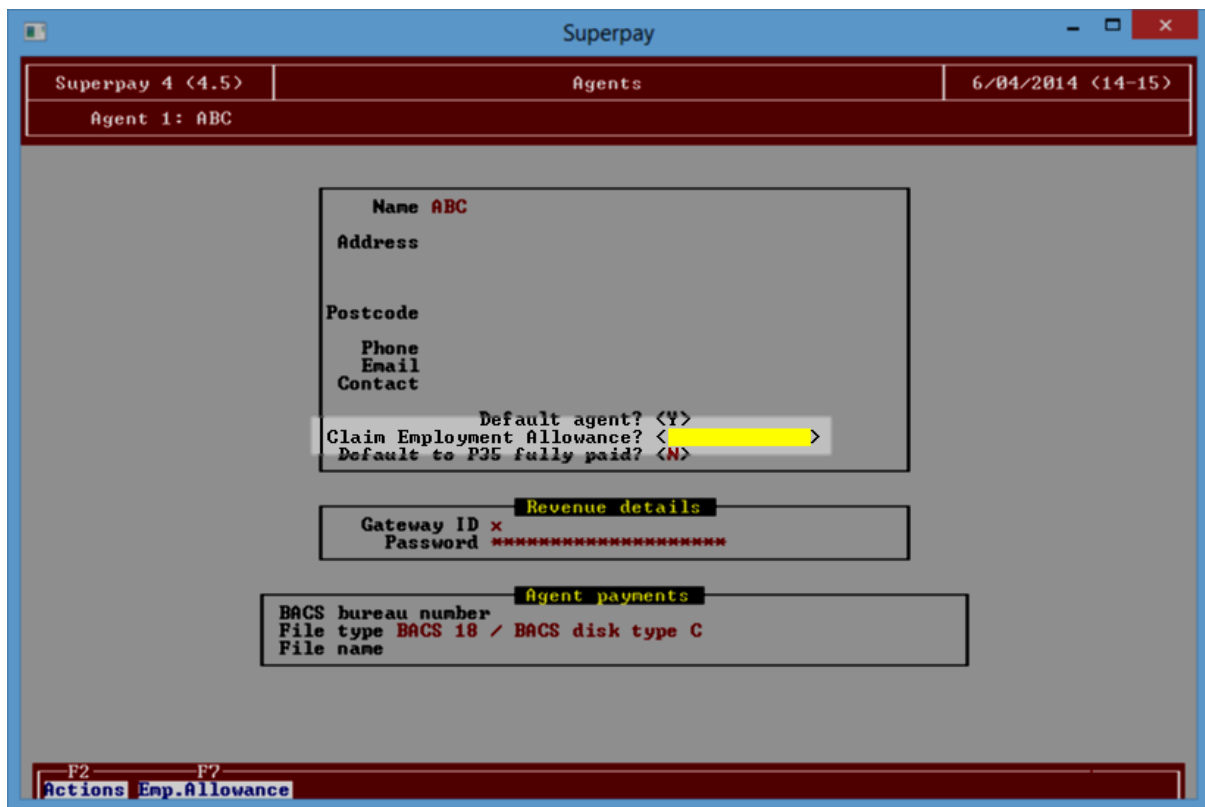 Superpay
Superpay 4 (4.5) Agents 6/04/2014 (14-15)
Agent 1: ABC
Name ABC
Address
Postcode
Phone
Email
Contact
Default agent? <Y>
Claim Employment Allowance? < >
Default to P35 fully paid? <N>
Revenue details
Gateway ID x
Password ********************
Agent payments
BACS bureau number
File type BACS 18 / BACS disk type C
File name
F2 F7
Actions Emp.Allowance